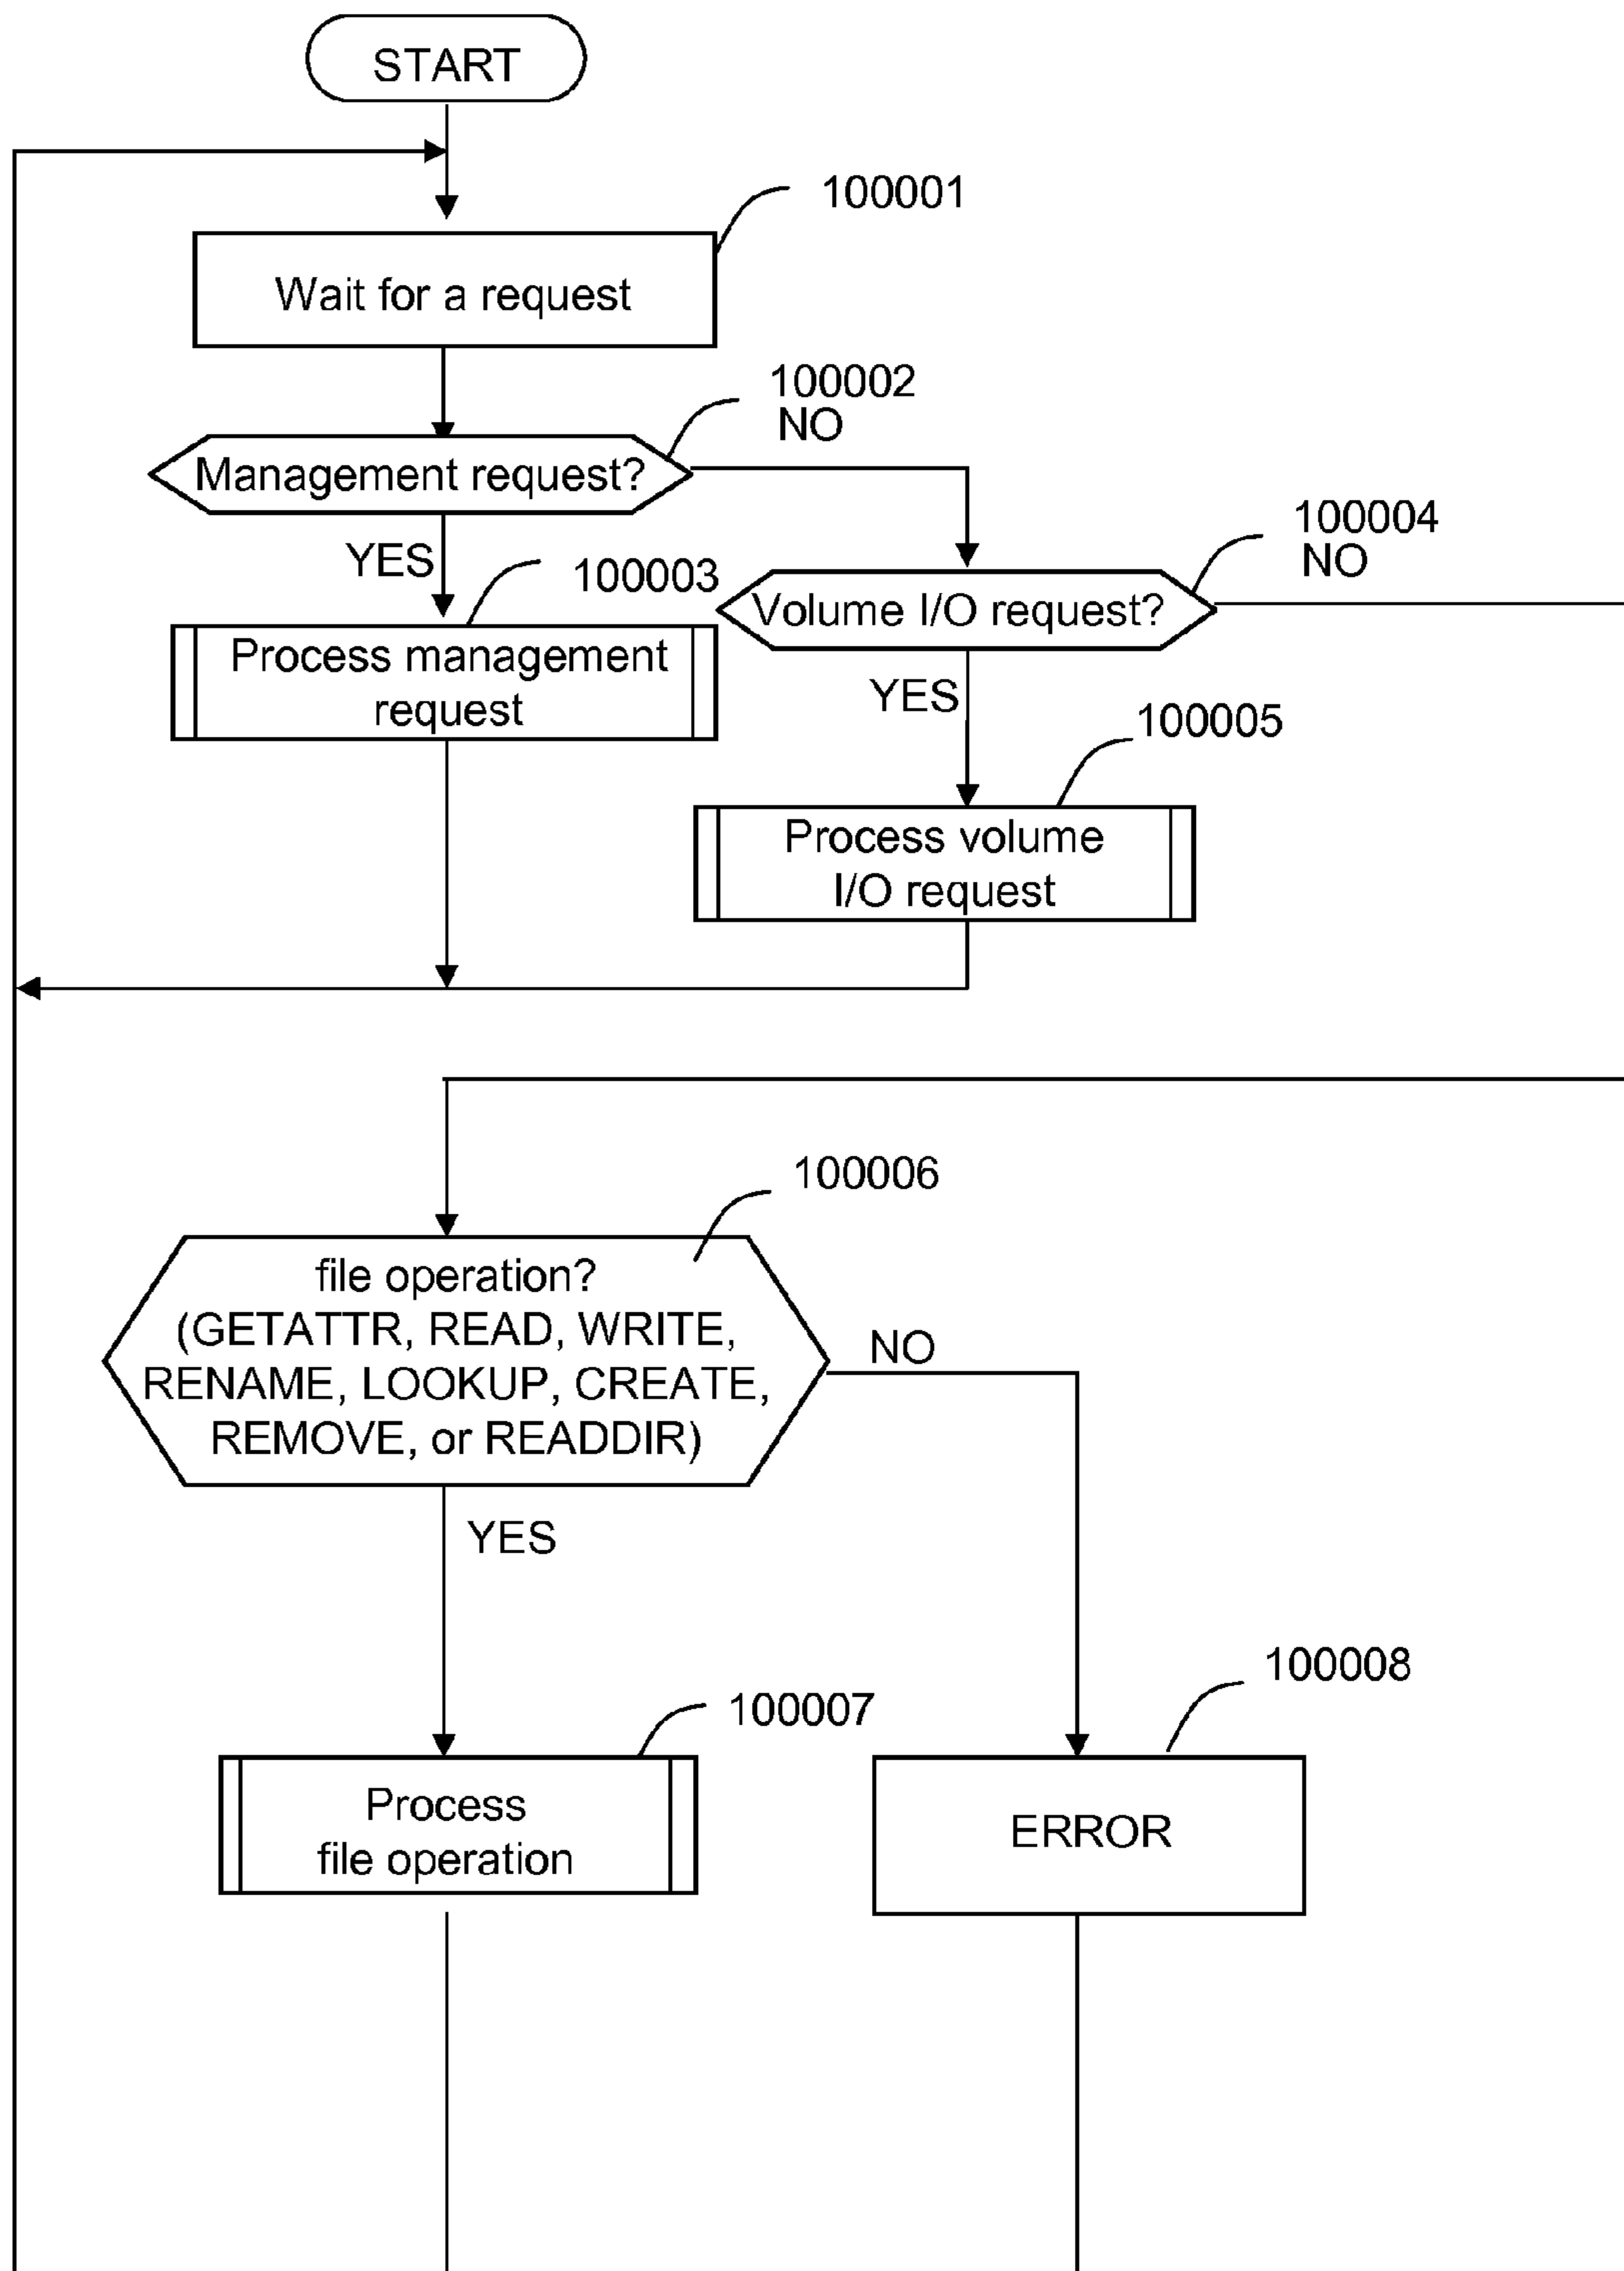 START
100001
Wait for a request
100002
NO
Management request?
100004
NO
YES
100003
Volume I/O request?
Process management
request
YES
100005
Process volume
I/O request
100006
file operation?
(GETATTR, READ, WRITE,
RENAME, LOOKUP, CREATE,
REMOVE, or READDIR)
NO
YES
100008
100007
Process
file operation
ERROR